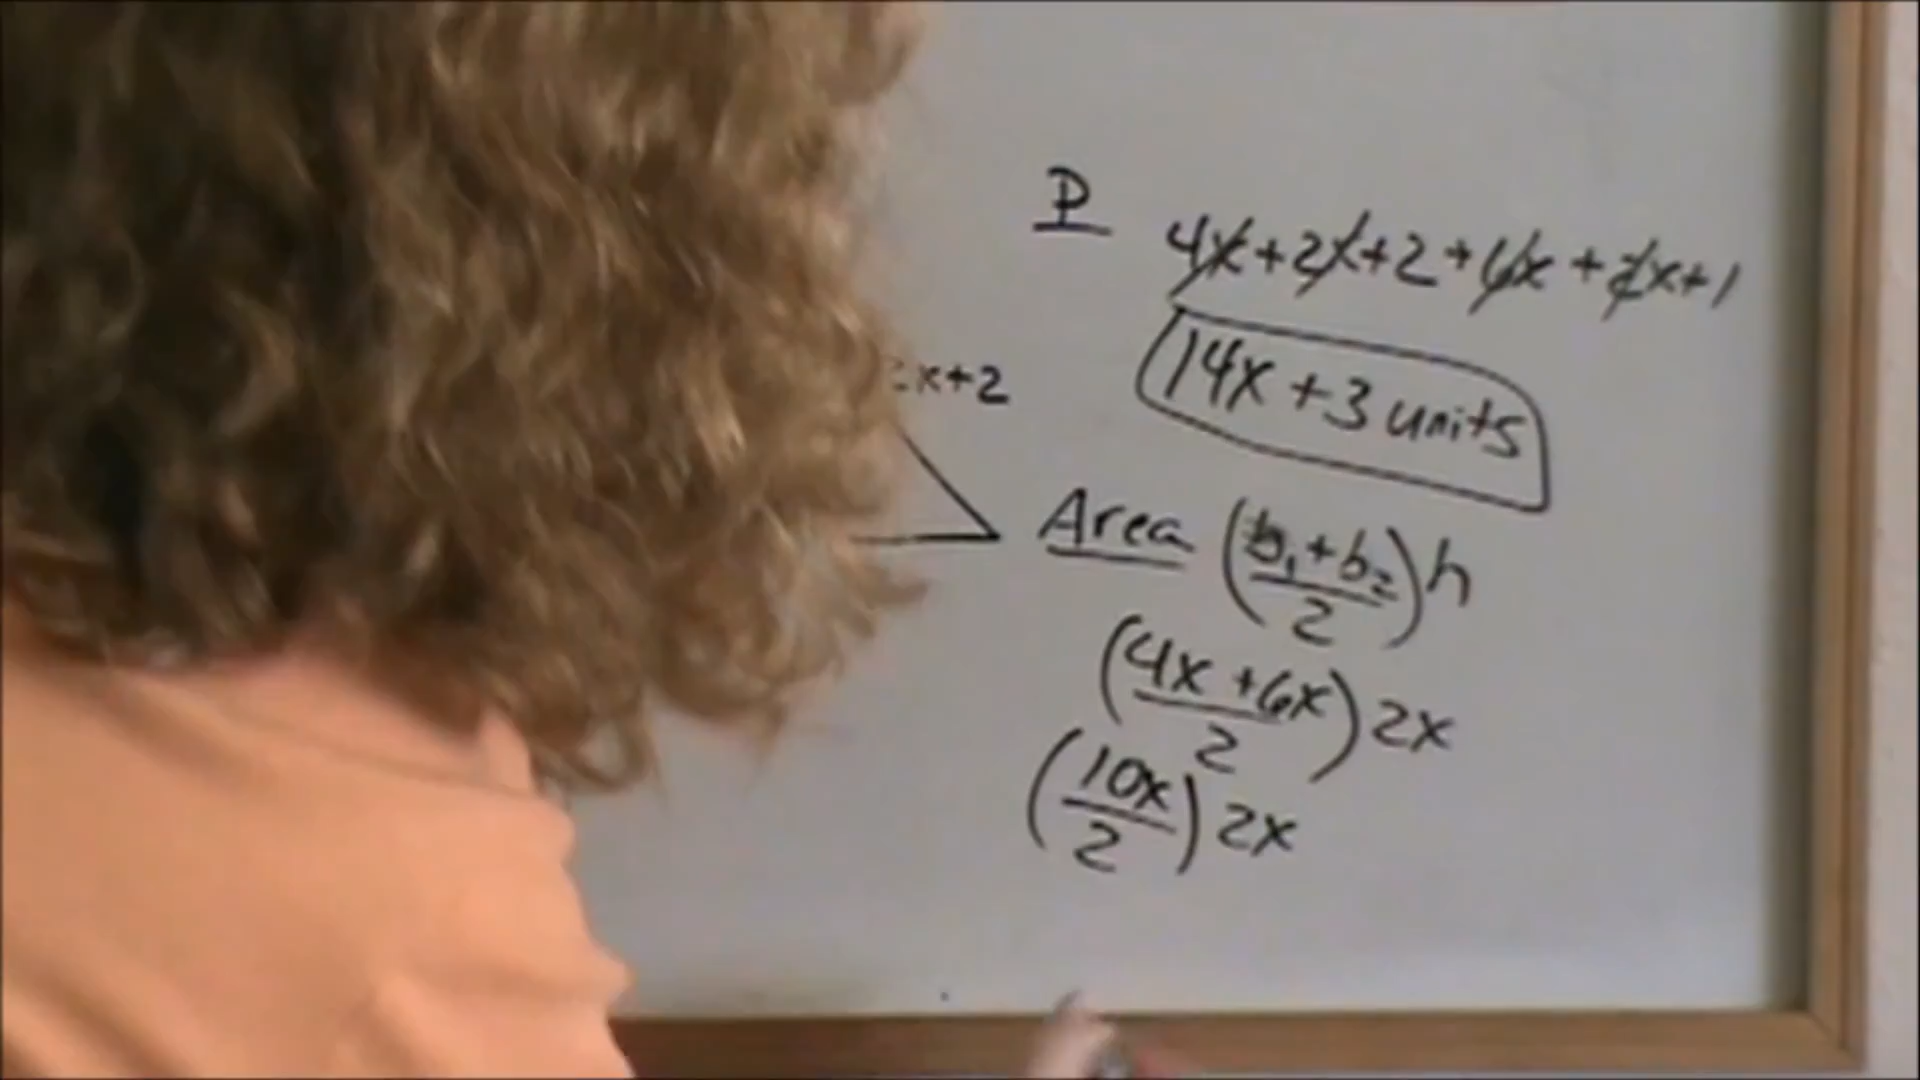 P 4x+2x+2+6x+2x+1
14x+3 units
x+2
Area (b₁+b₂/2)h
(4x+6x/2)2x
(10x/2)2x